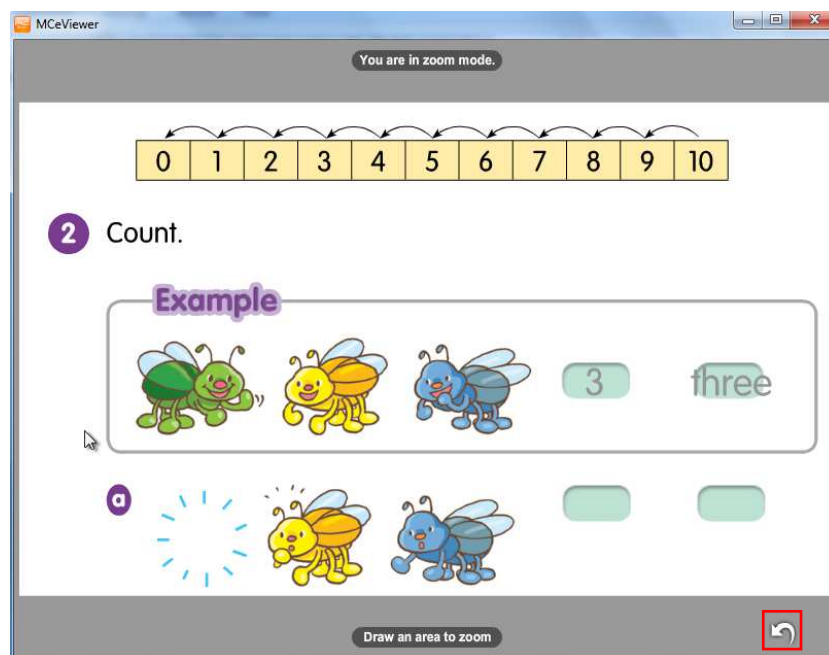 MCeViewer
You are in zoom mode.
0 1 2 3 4 5 6 7 8 9 10
2 Count.
Example
3 three
a
Draw an area to zoom